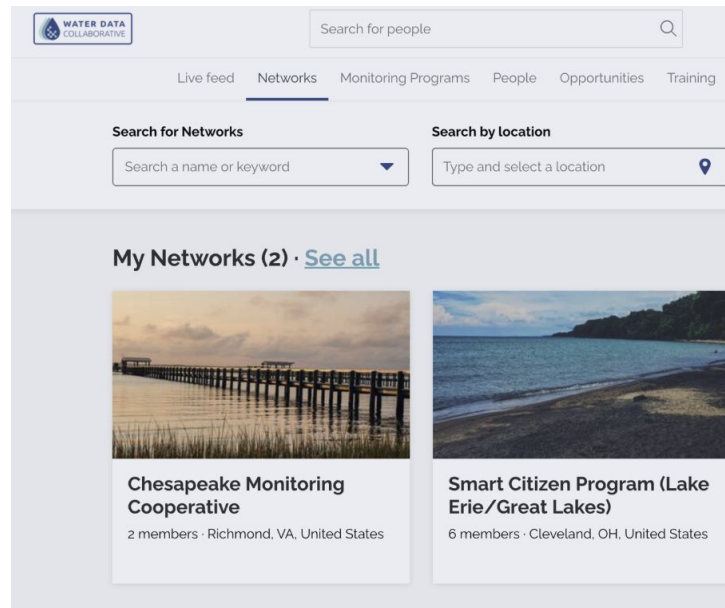 WATER DATA
COLLABORATIVE
Search for people
Live feed Networks Monitoring Programs People Opportunities Training
Search for Networks Search by location
Search a name or keyword Type and select a location
My Networks (2) · See all
Chesapeake Monitoring
Cooperative
2 members · Richmond, VA, United States
Smart Citizen Program (Lake
Erie/Great Lakes)
6 members · Cleveland, OH, United States